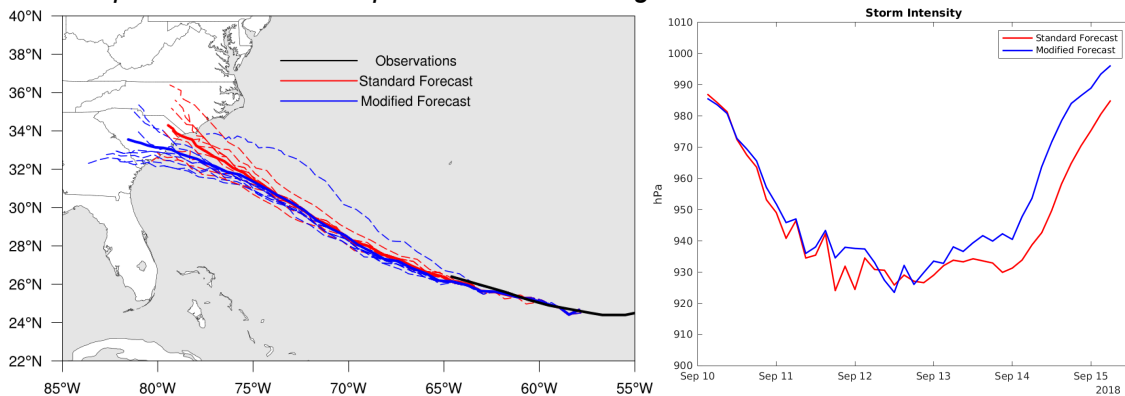 40°N
38°N
36°N
34°N
32°N
30°N
28°N
26°N
24°N
22°N
85°W 80°W 75°W 70°W 65°W 60°W 55°W
Observations
Standard Forecast
Modified Forecast
Storm Intensity
1010
1000
990
980
970
960
950
940
930
920
910
900
hPa
Sep 10 Sep 11 Sep 12 Sep 13 Sep 14 Sep 15
2018
Standard Forecast
Modified Forecast